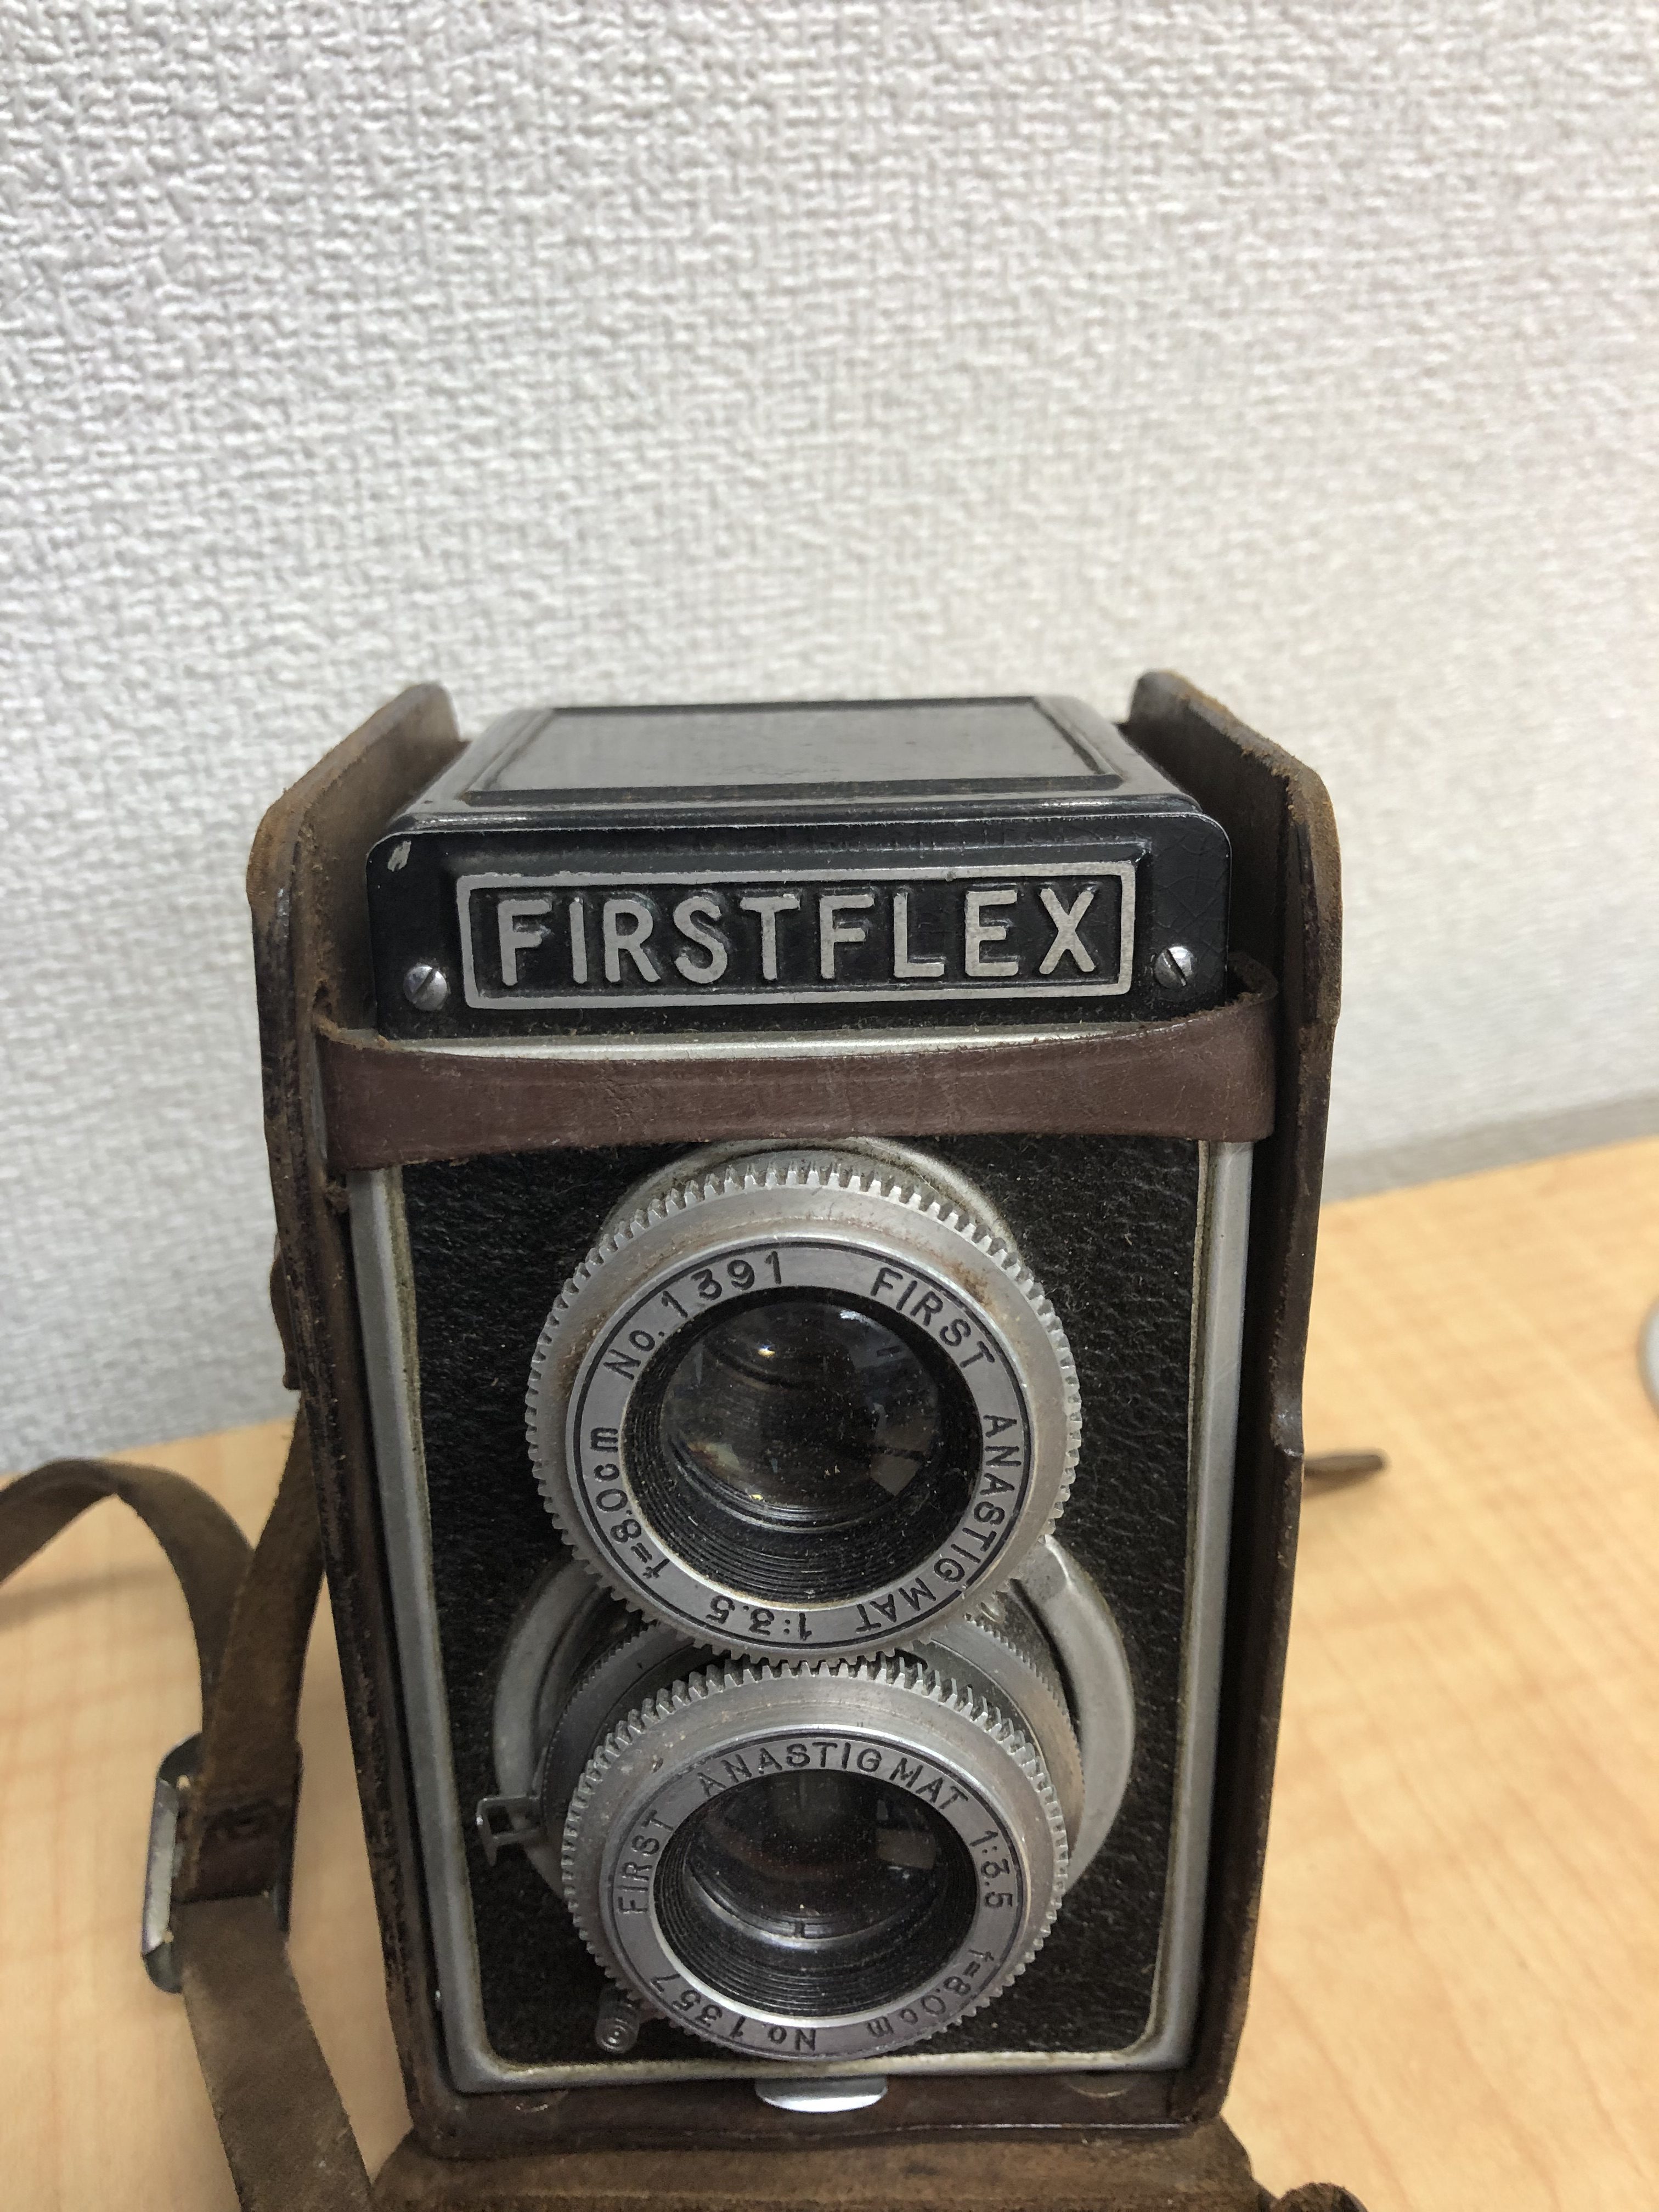 FIRSTFLEX
No. 1391 FIRST ANASTIGMAT 1:3.5 f=8.0cm
FIRST ANASTIGMAT 1:3.5 f=8.0cm No 1357